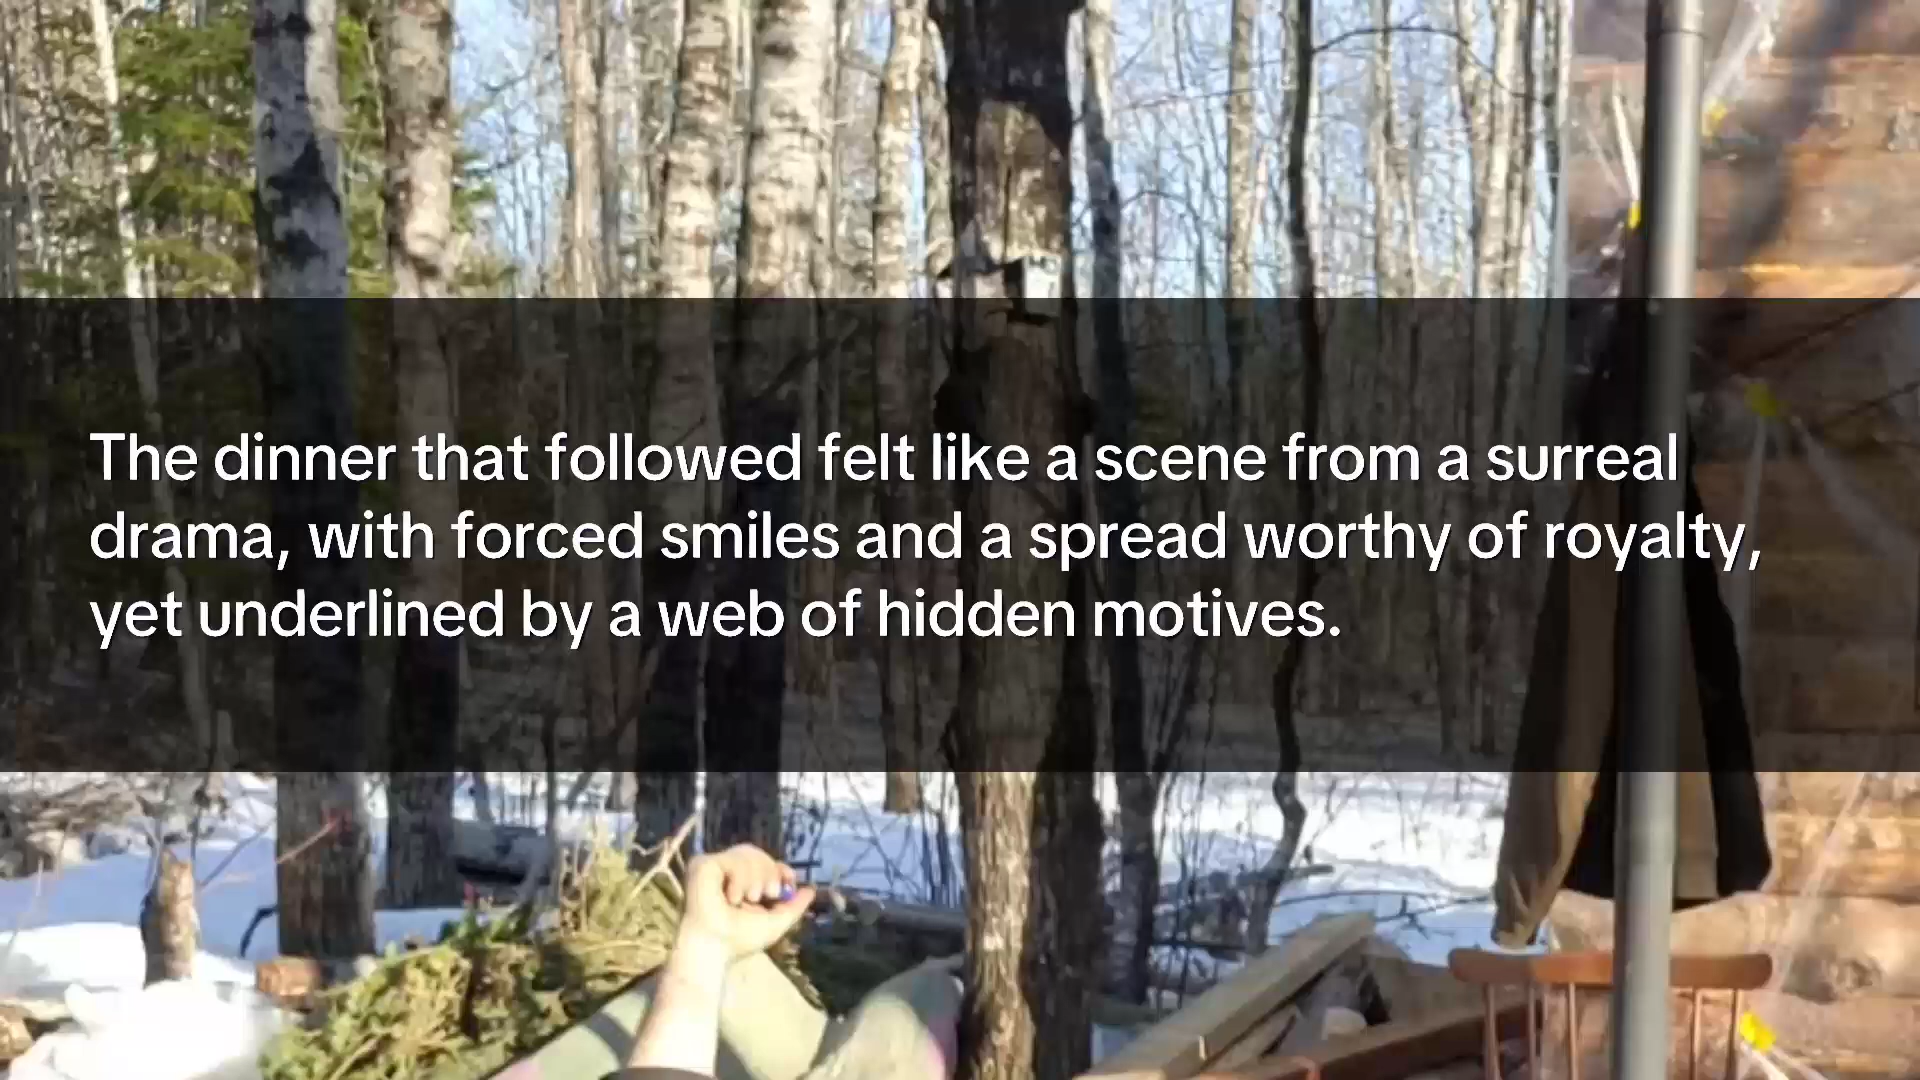 The dinner that followed felt like a scene from a surreal
drama, with forced smiles and a spread worthy of royalty,
yet underlined by a web of hidden motives.